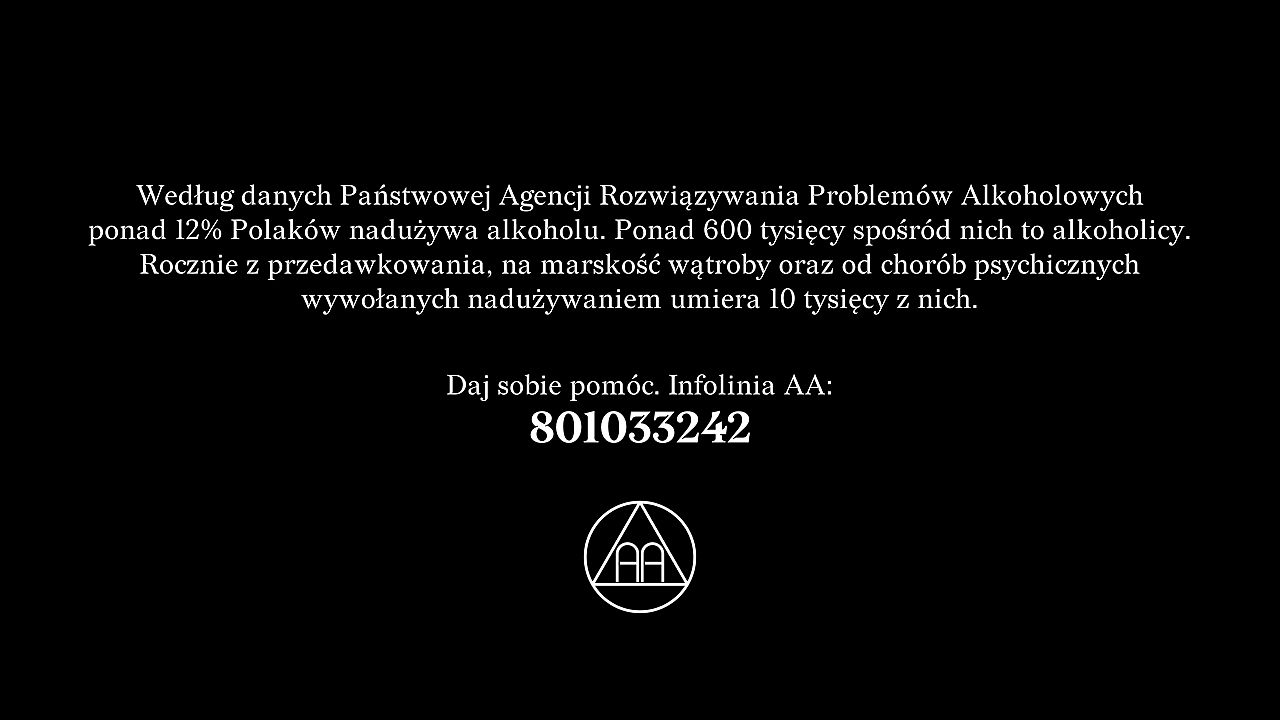 Według danych Państwowej Agencji Rozwiązywania Problemów Alkoholowych
ponad 12% Polaków nadużywa alkoholu. Ponad 600 tysięcy spośród nich to alkoholicy.
Rocznie z przedawkowania, na marskość wątroby oraz od chorób psychicznych
wywołanych nadużywaniem umiera 10 tysięcy z nich.
Daj sobie pomóc. Infolinia AA:
801033242
AA